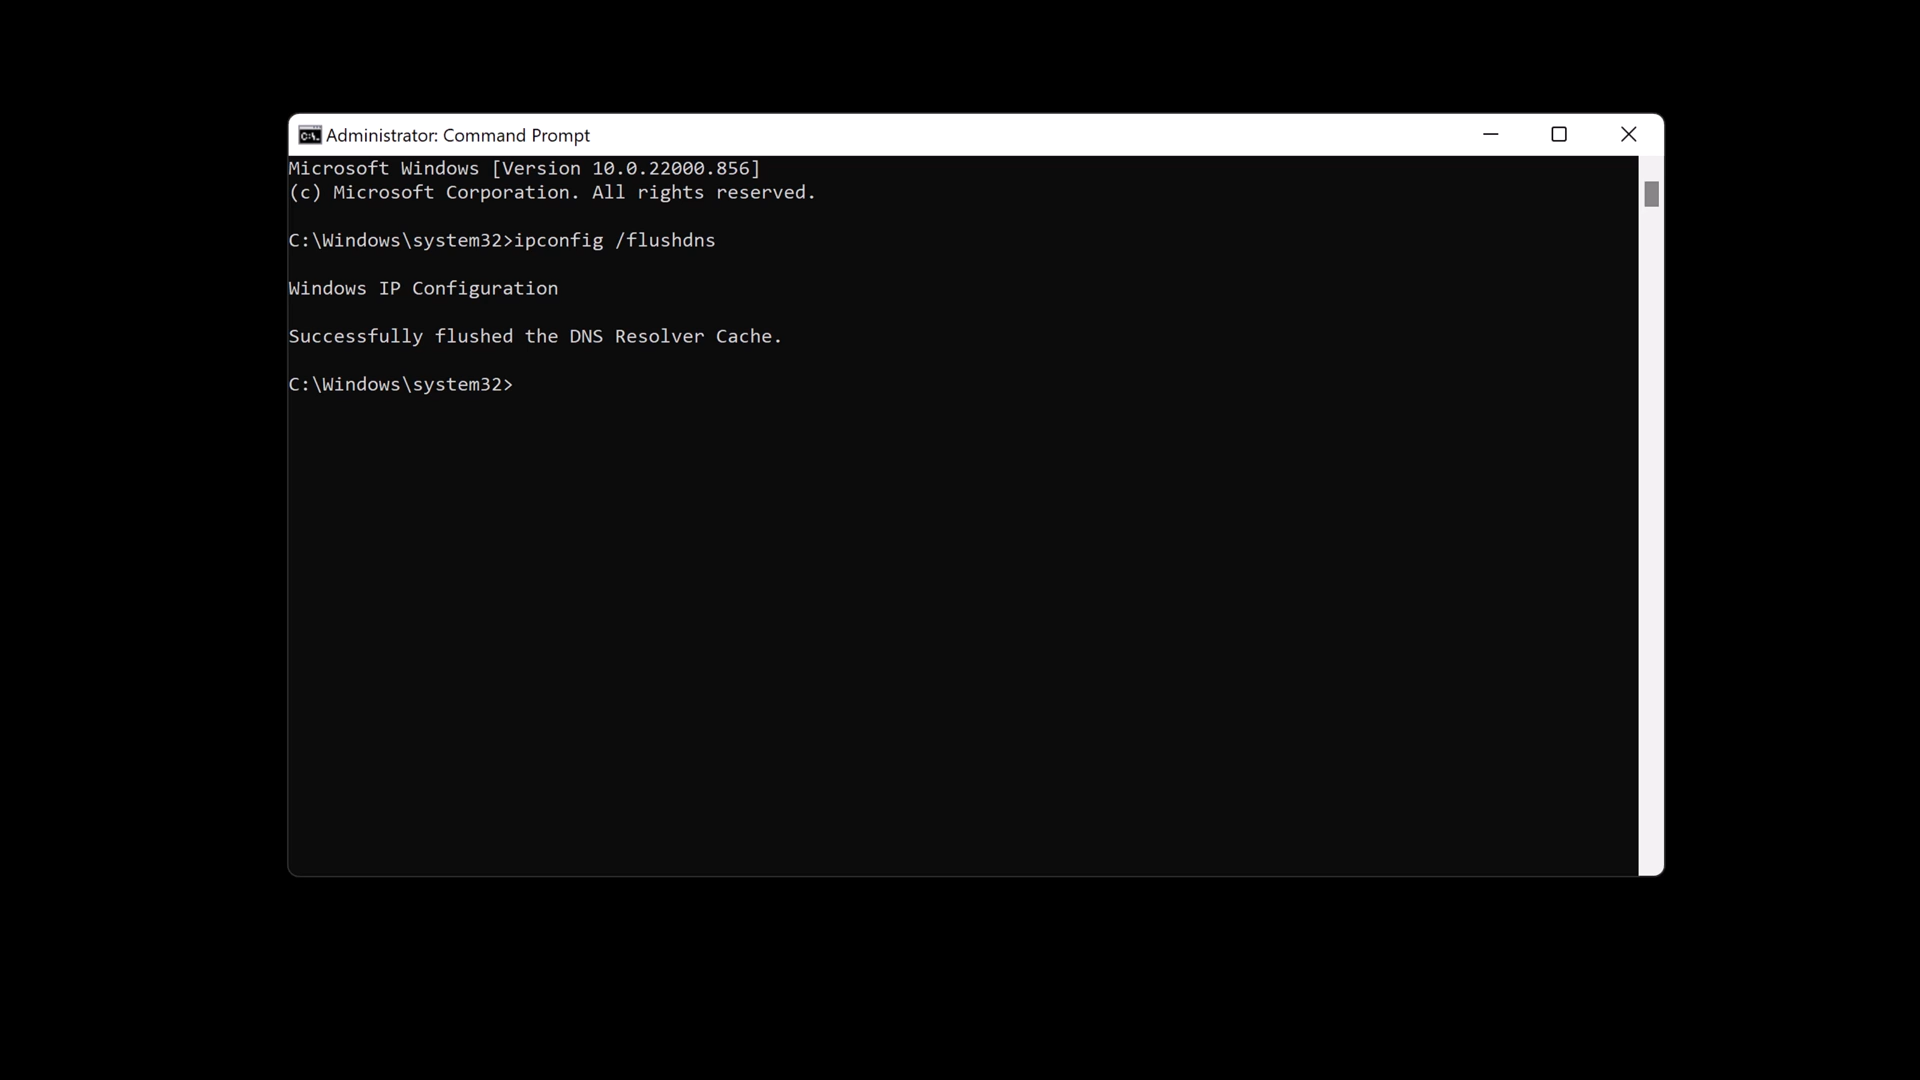 Administrator: Command Prompt
Microsoft Windows [Version 10.0.22000.856]
(c) Microsoft Corporation. All rights reserved.
C:\Windows\system32>ipconfig /flushdns
Windows IP Configuration
Successfully flushed the DNS Resolver Cache.
C:\Windows\system32>